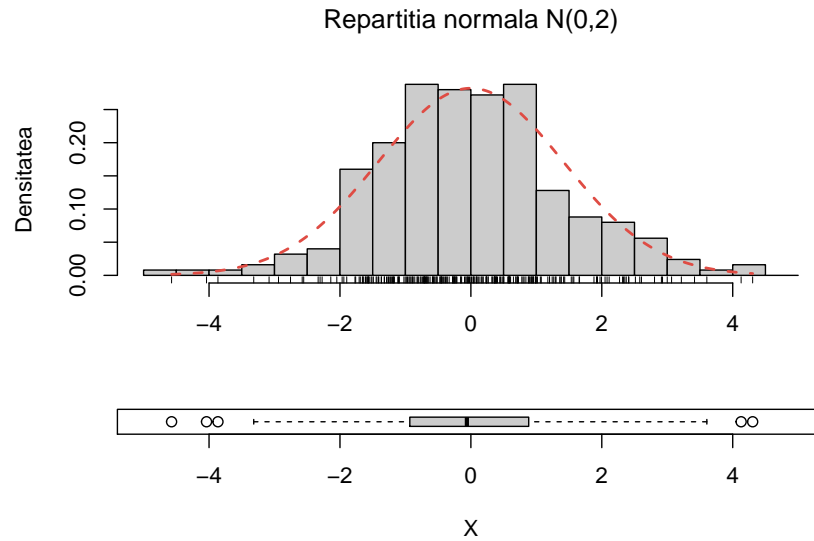 Repartitia normala N(0,2)
Densitatea
0.00 0.10 0.20
−4 −2 0 2 4
−4 −2 0 2 4
X